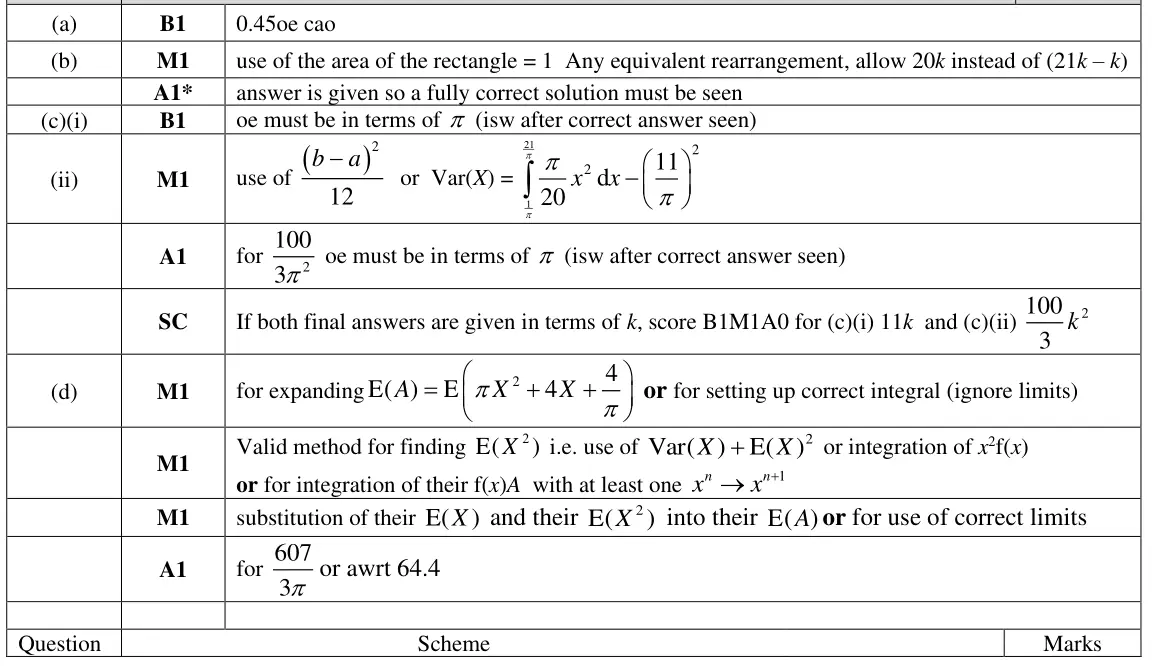 (a) B1 0.45oe cao
(b) M1 use of the area of the rectangle = 1 Any equivalent rearrangement, allow 20k instead of (21k – k)
A1* answer is given so a fully correct solution must be seen
(c)(i) B1 oe must be in terms of π (isw after correct answer seen)
(ii) M1 use of (b − a)²/12 or Var(X) = ∫_{1/π}^{21/π} π/20 x² dx − (11/π)²
A1 for 100/3π² oe must be in terms of π (isw after correct answer seen)
SC If both final answers are given in terms of k, score B1M1A0 for (c)(i) 11k and (c)(ii) 100/3 k²
(d) M1 for expanding E(A) = E(πX² + 4X + 4/π) or for setting up correct integral (ignore limits)
M1 Valid method for finding E(X²) i.e. use of Var(X) + E(X)² or integration of x²f(x)
or for integration of their f(x)A with at least one xⁿ → xⁿ⁺¹
M1 substitution of their E(X) and their E(X²) into their E(A) or for use of correct limits
A1 for 607/3π or awrt 64.4
Question Scheme Marks